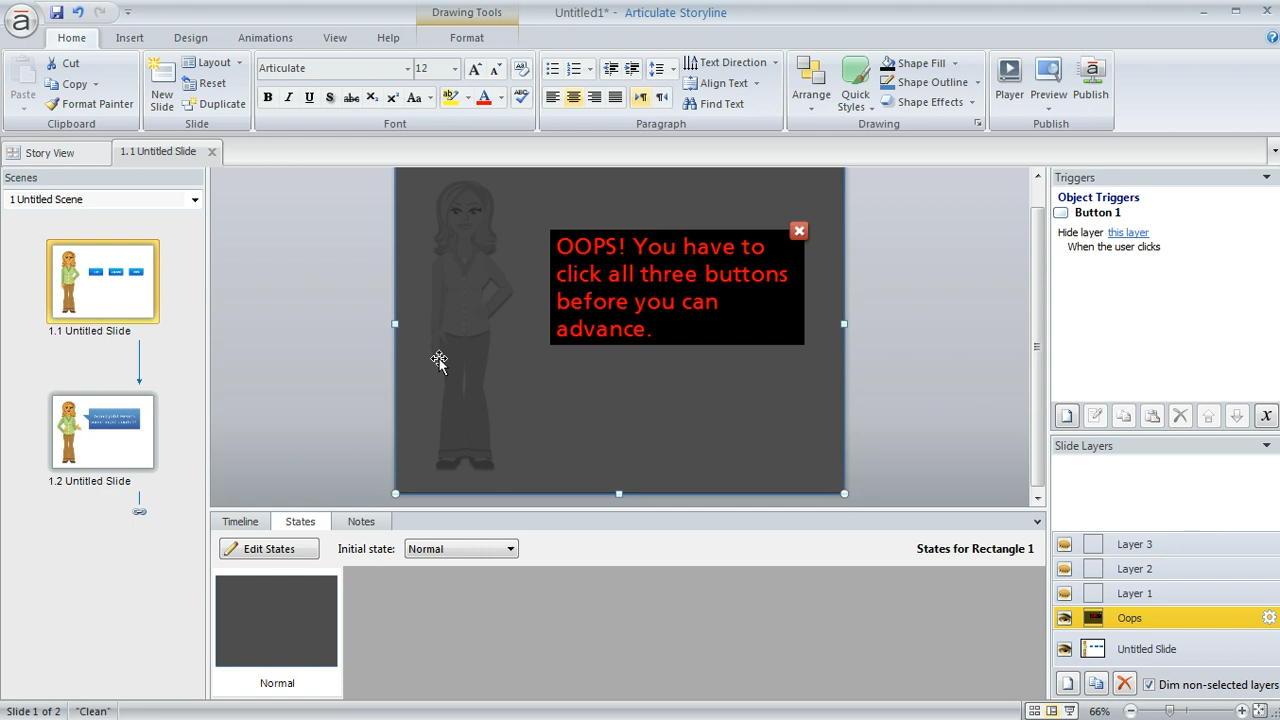 Drawing Tools
Untitled1* - Articulate Storyline
Home Insert Design Animations View Help Format
Paste
Cut
Copy
Format Painter
Clipboard
New Slide
Layout
Reset
Duplicate
Slide
Articulate 12
B I U S abc X₂ X² Aa A
Font
Text Direction
Align Text
Find Text
Paragraph
Arrange
Quick Styles
Shape Fill
Shape Outline
Shape Effects
Drawing
Player Preview Publish
Publish
Story View 1.1 Untitled Slide
Scenes
1 Untitled Scene
1.1 Untitled Slide
1.2 Untitled Slide
OOPS! You have to
click all three buttons
before you can
advance.
Triggers
Object Triggers
Button 1
Hide layer this layer
When the user clicks
Slide Layers
Layer 3
Layer 2
Layer 1
Oops
Untitled Slide
Dim non-selected layers
Timeline States Notes
Edit States Initial state: Normal States for Rectangle 1
Normal
Slide 1 of 2 "Clean" 66%